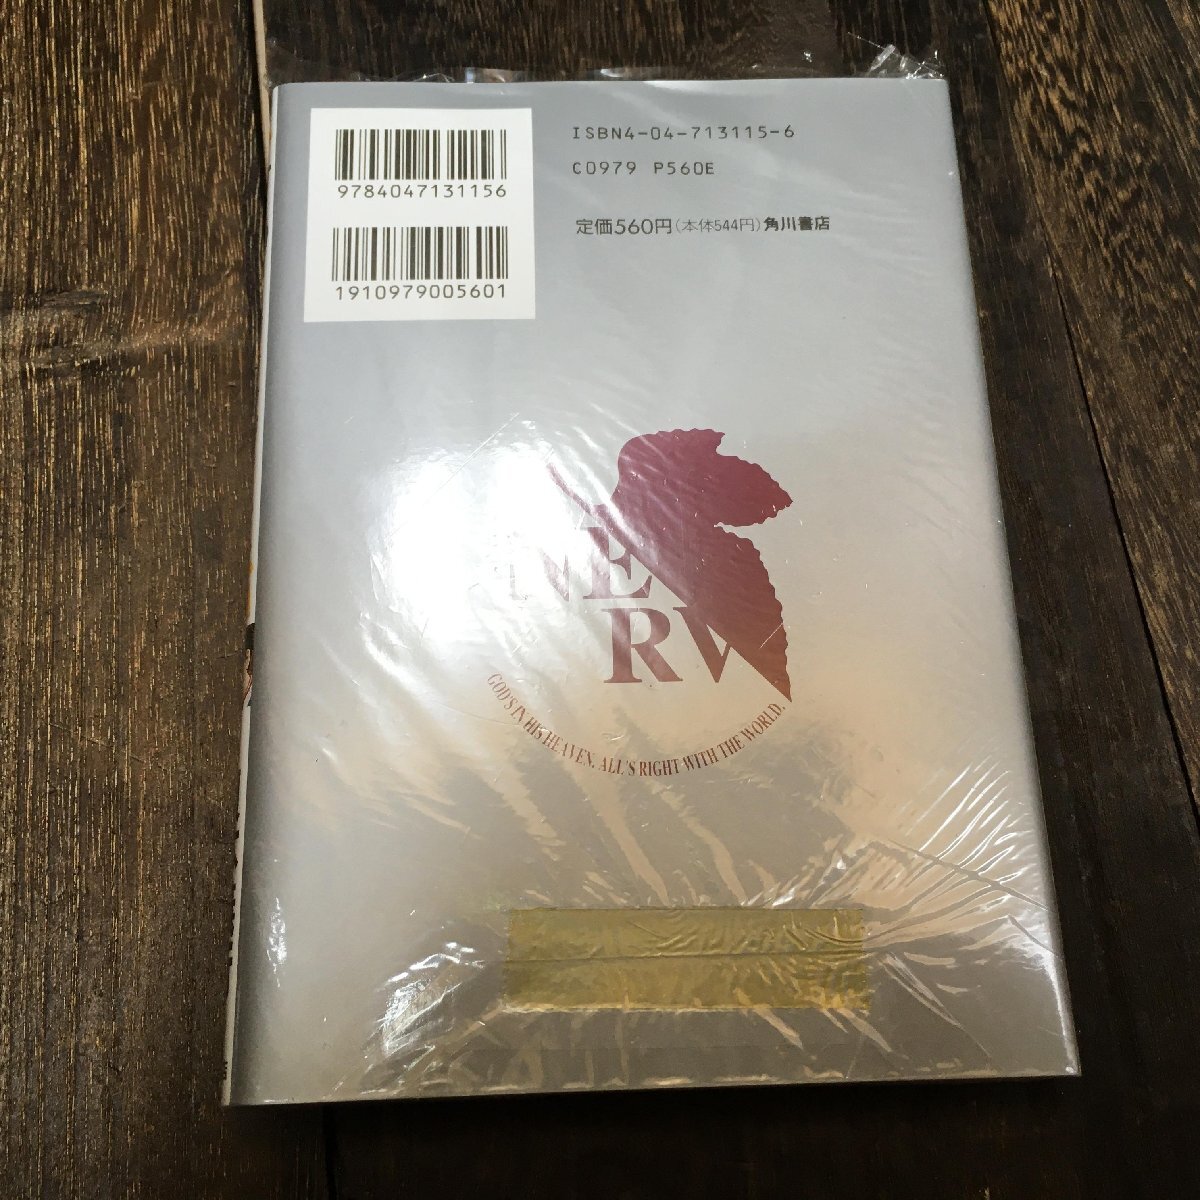 9784047131156
1910979005601
ISBN4-04-713115-6
C0979 P560E
定価560円(本体544円)角川書店
NERV
GOD'S IN HIS HEAVEN. ALL'S RIGHT WITH THE WORLD.